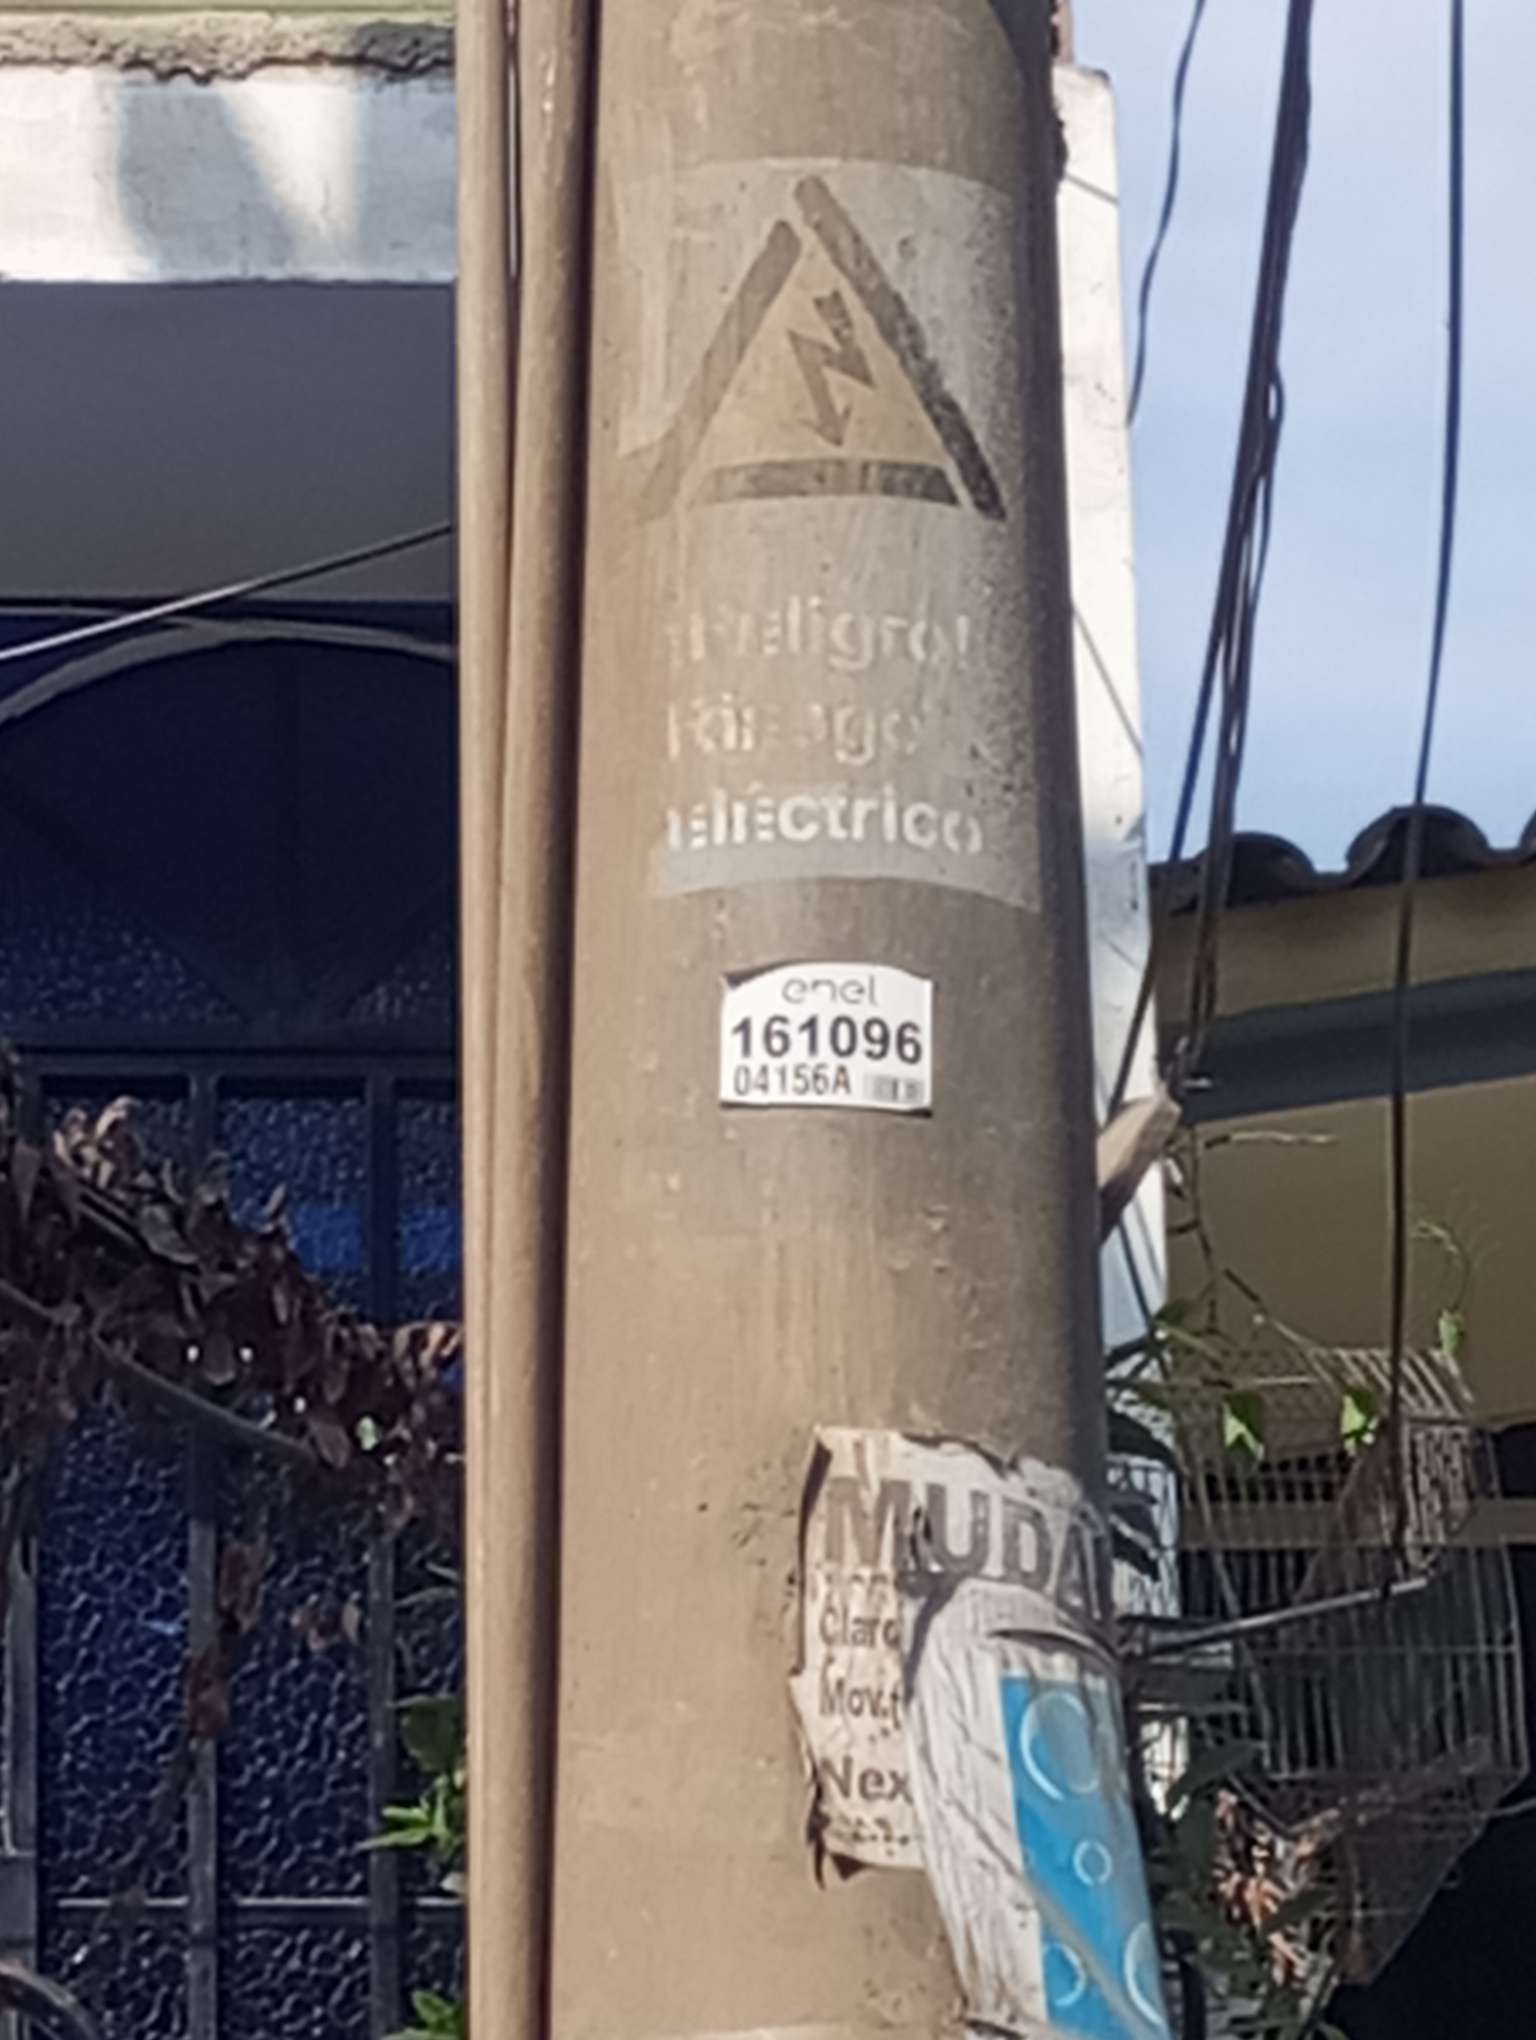 ¡Peligro!
Riesgo
eléctrico
enel
161096
04156A
MUDA
Claro
Mov
Nex